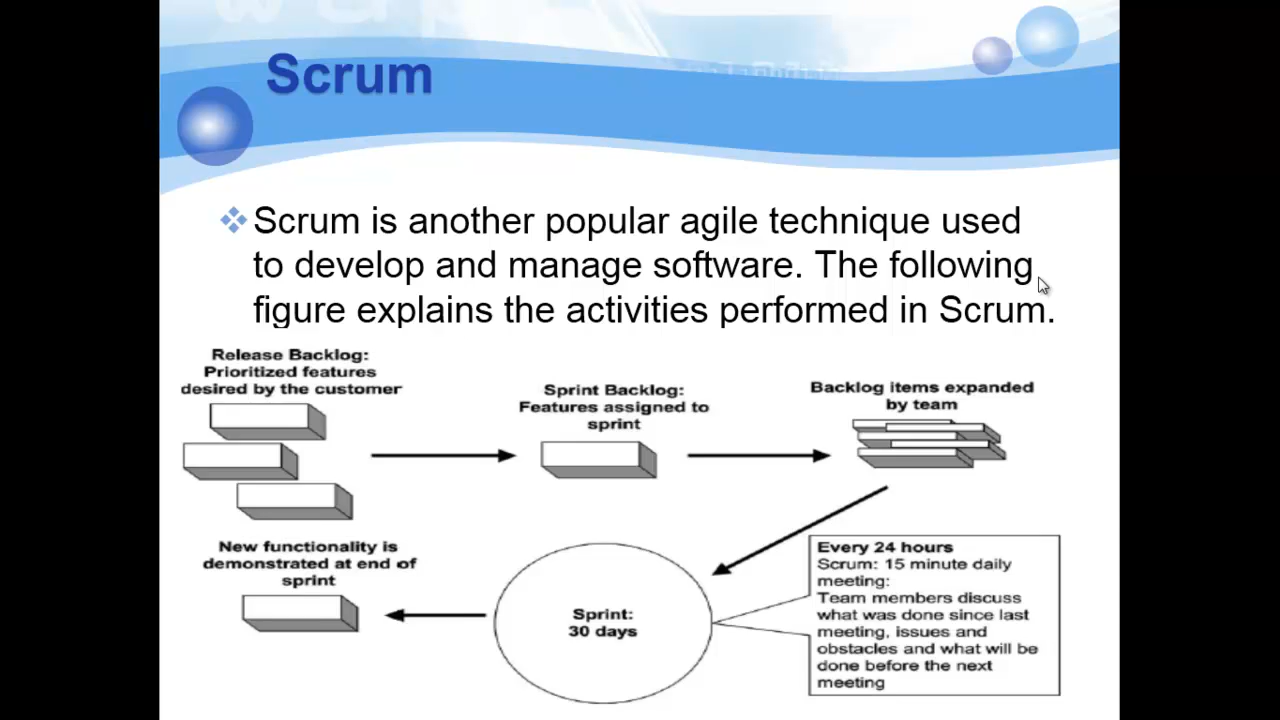 Scrum
Scrum is another popular agile technique used
to develop and manage software. The following
figure explains the activities performed in Scrum.
Release Backlog:
Prioritized features
desired by the customer
Sprint Backlog:
Features assigned to
sprint
Backlog items expanded
by team
New functionality is
demonstrated at end of
sprint
Sprint:
30 days
Every 24 hours
Scrum: 15 minute daily
meeting:
Team members discuss
what was done since last
meeting, issues and
obstacles and what will be
done before the next
meeting